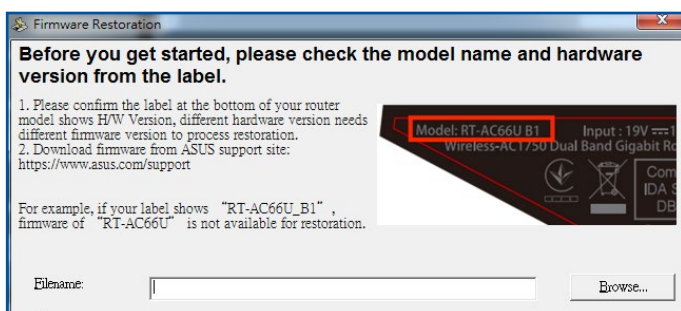 Firmware Restoration
Before you get started, please check the model name and hardware
version from the label.
1. Please confirm the label at the bottom of your router
model shows H/W Version, different hardware version needs
different firmware version to process restoration.
2. Download firmware from ASUS support site:
https://www.asus.com/support
For example, if your label shows “RT-AC66U_B1”,
firmware of “RT-AC66U” is not available for restoration.
Model: RT-AC66U B1 Input : 19V
Wireless-AC1750 Dual Band Gigabit
Com
IDA S
DB
Filename:
Browse...